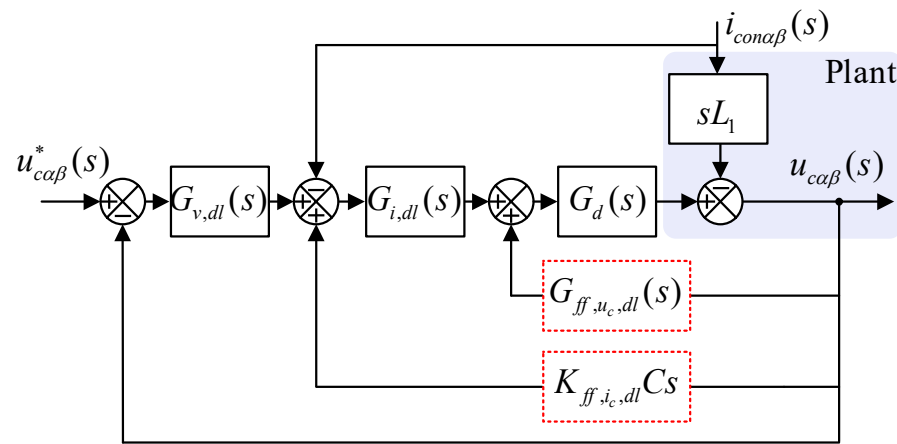 i_{conαβ}(s)
Plant
sL_1
u^*_{cαβ}(s)
u_{cαβ}(s)
G_{v,dl}(s)
G_{i,dl}(s)
G_d(s)
G_{ff,u_c,dl}(s)
K_{ff,i_c,dl}Cs